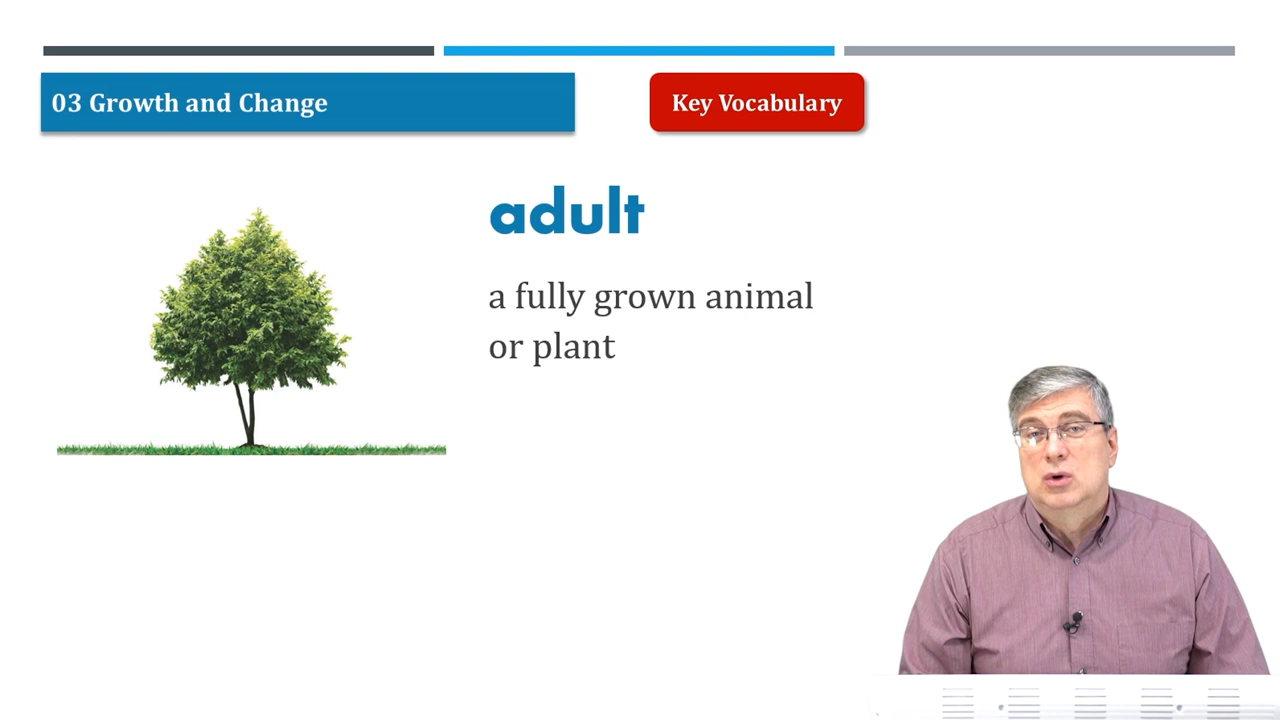 03 Growth and Change
Key Vocabulary
adult
a fully grown animal
or plant